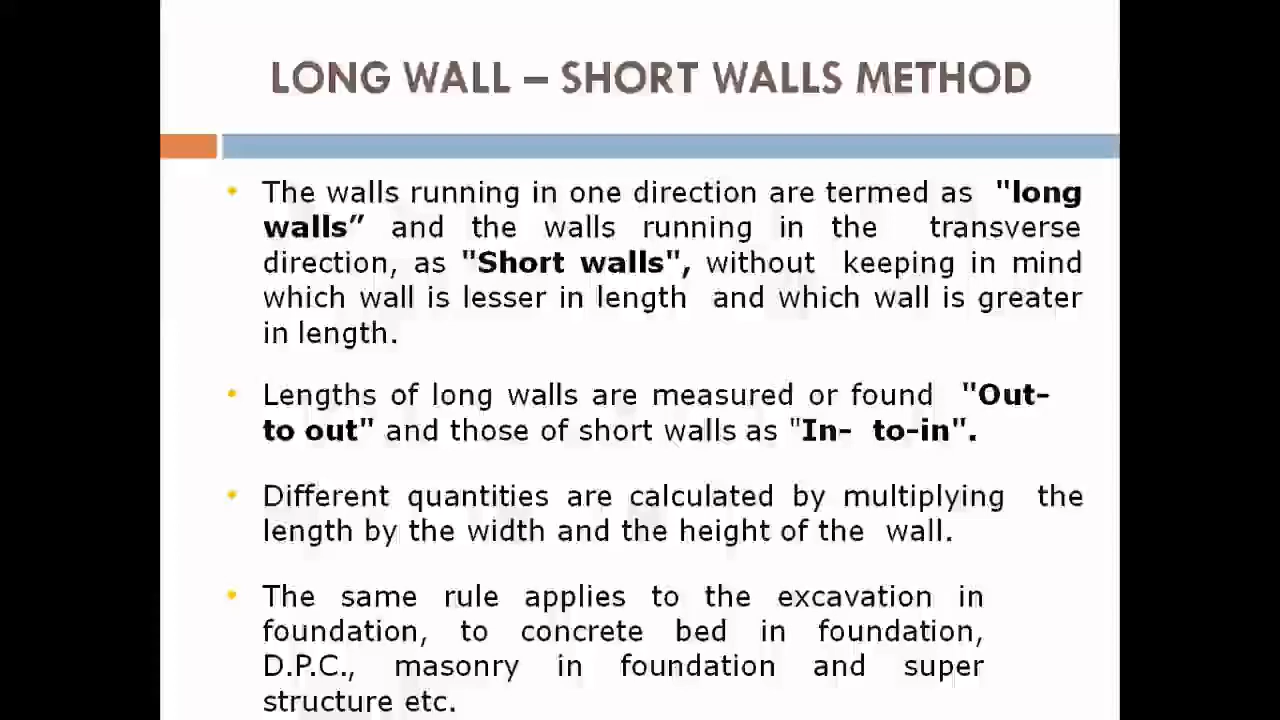 LONG WALL – SHORT WALLS METHOD
• The walls running in one direction are termed as "long
walls” and the walls running in the transverse
direction, as "Short walls", without keeping in mind
which wall is lesser in length and which wall is greater
in length.
• Lengths of long walls are measured or found "Out-
to out" and those of short walls as "In- to-in".
• Different quantities are calculated by multiplying the
length by the width and the height of the wall.
• The same rule applies to the excavation in
foundation, to concrete bed in foundation,
D.P.C., masonry in foundation and super
structure etc.